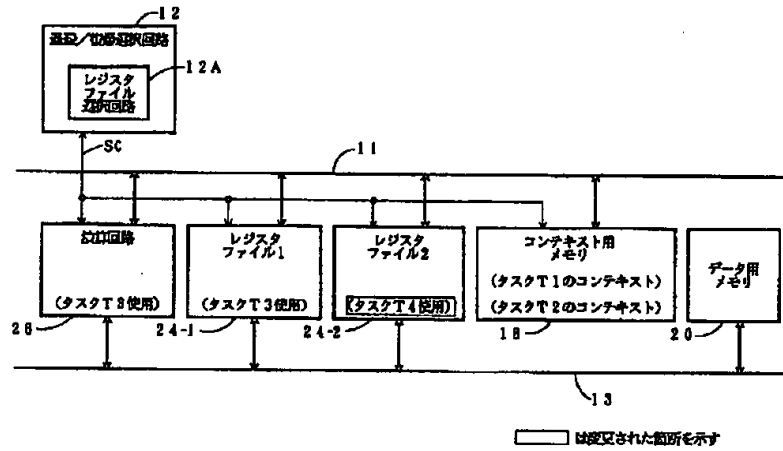 12
退避/復帰選択回路
12A
レジスタ
ファイル
選択回路
SC
11
演算回路
(タスクT3使用)
レジスタ
ファイル1
(タスクT3使用)
レジスタ
ファイル2
(タスクT4使用)
コンテキスト用
メモリ
(タスクT1のコンテキスト)
(タスクT2のコンテキスト)
データ用
メモリ
26
24-1
24-2
18
20
13
は変更された箇所を示す